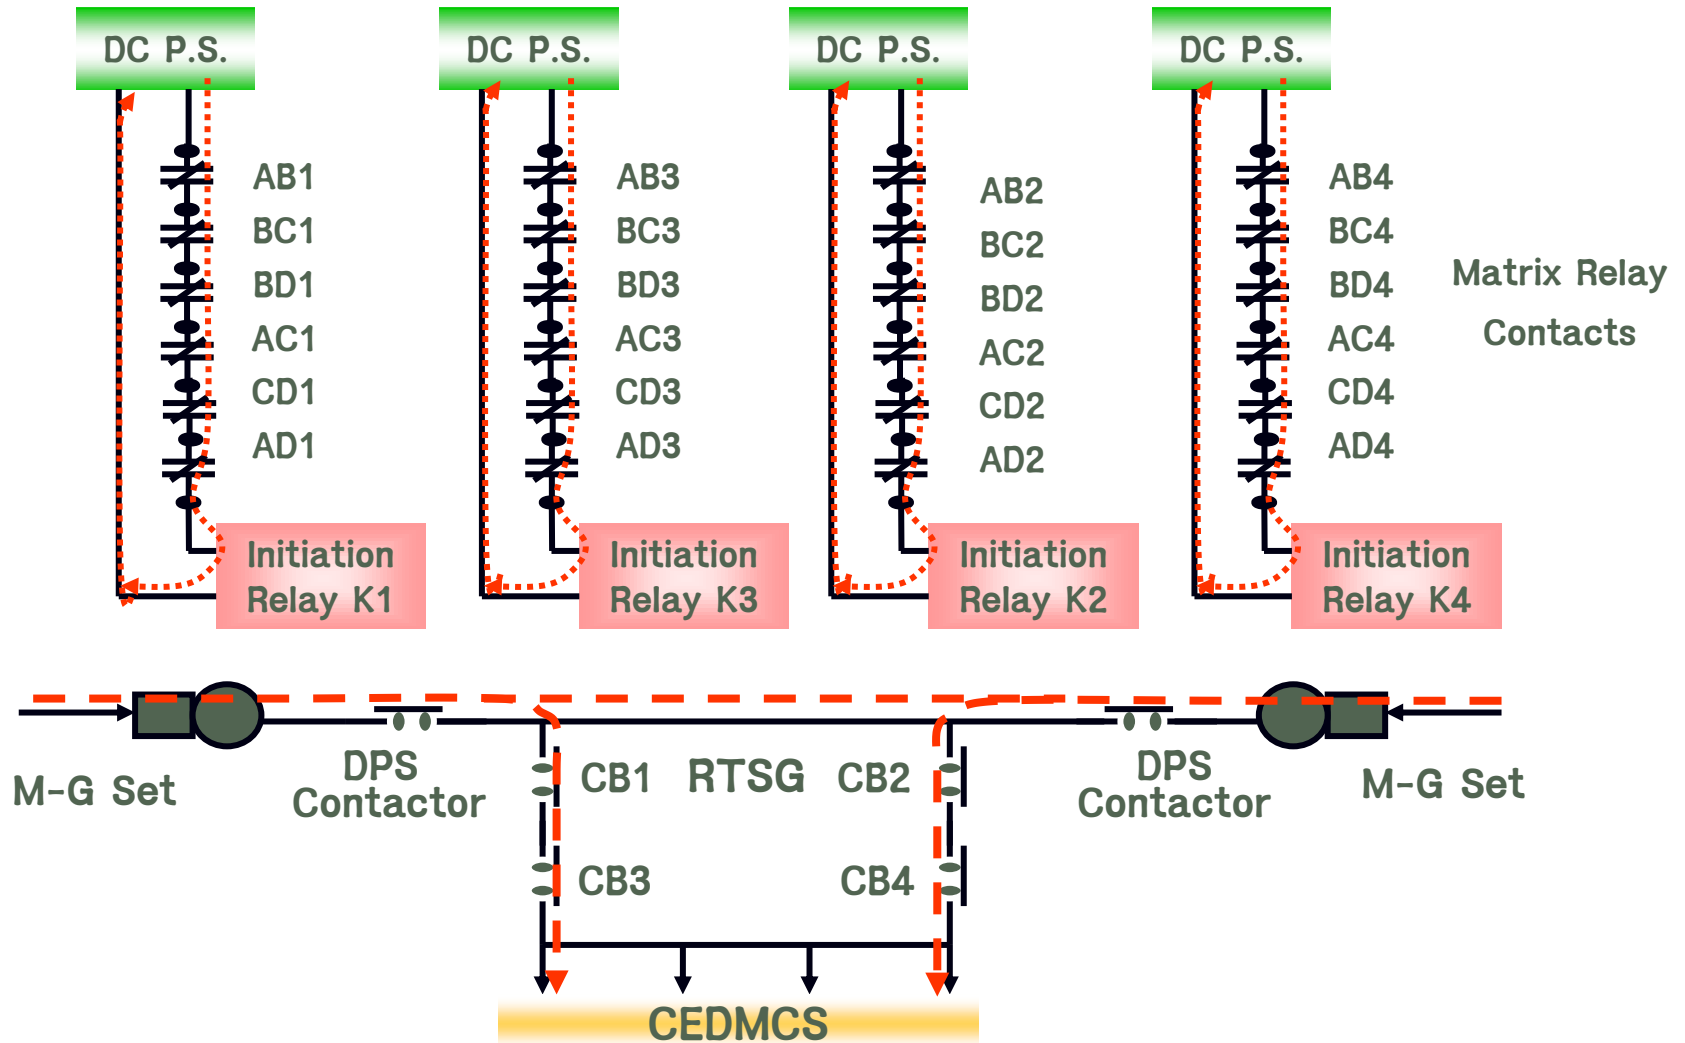 DC P.S.
DC P.S.
DC P.S.
DC P.S.
AB1
BC1
BD1
AC1
CD1
AD1
AB3
BC3
BD3
AC3
CD3
AD3
AB2
BC2
BD2
AC2
CD2
AD2
AB4
BC4
BD4
AC4
CD4
AD4
Matrix Relay
Contacts
Initiation
Relay K1
Initiation
Relay K3
Initiation
Relay K2
Initiation
Relay K4
M-G Set
DPS
Contactor
CB1
RTSG
CB2
DPS
Contactor
M-G Set
CB3
CB4
CEDMCS